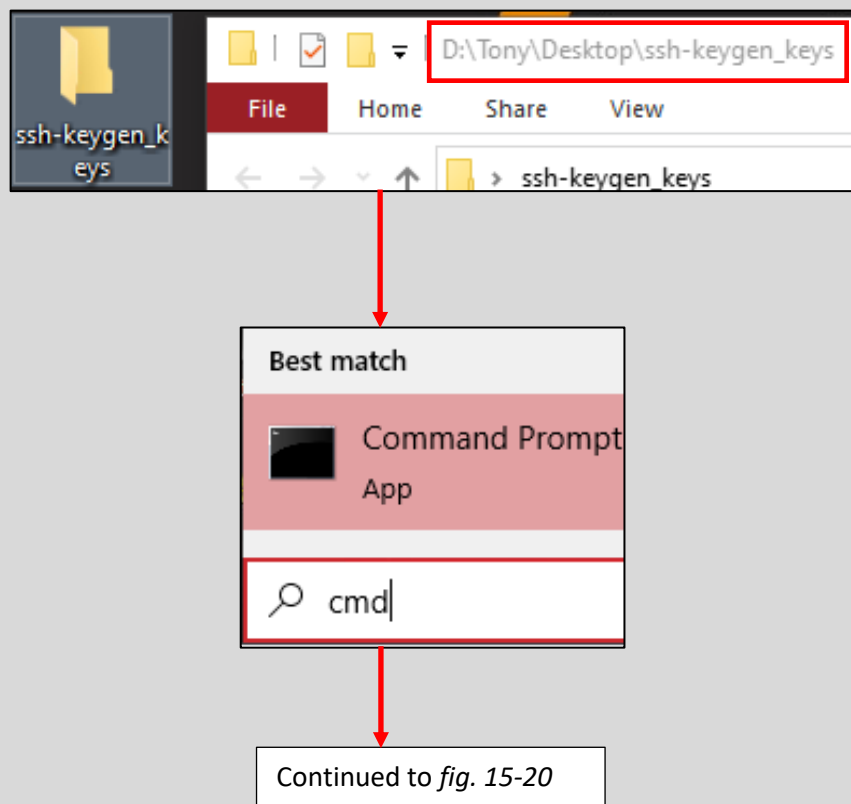 ssh-keygen_k
eys
D:\Tony\Desktop\ssh-keygen_keys
File Home Share View
ssh-keygen_keys
Best match
Command Prompt
App
cmd
Continued to fig. 15-20